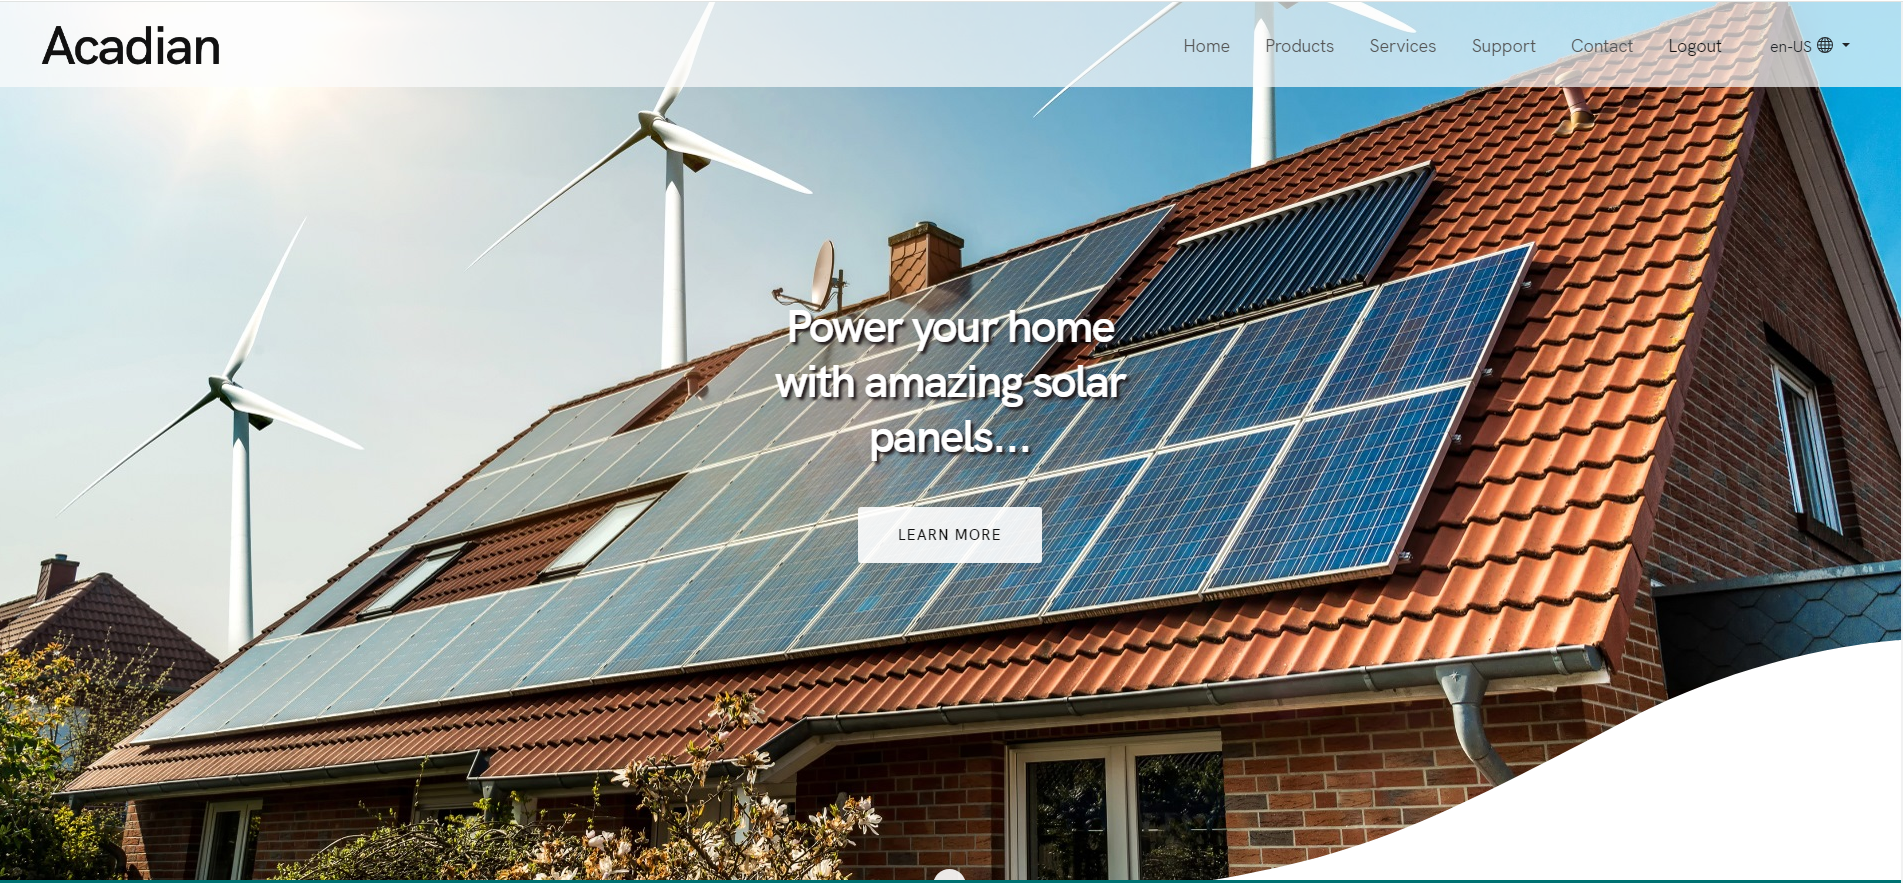 Acadian
Home Products Services Support Contact Logout en-US
Power your home
with amazing solar
panels...
LEARN MORE